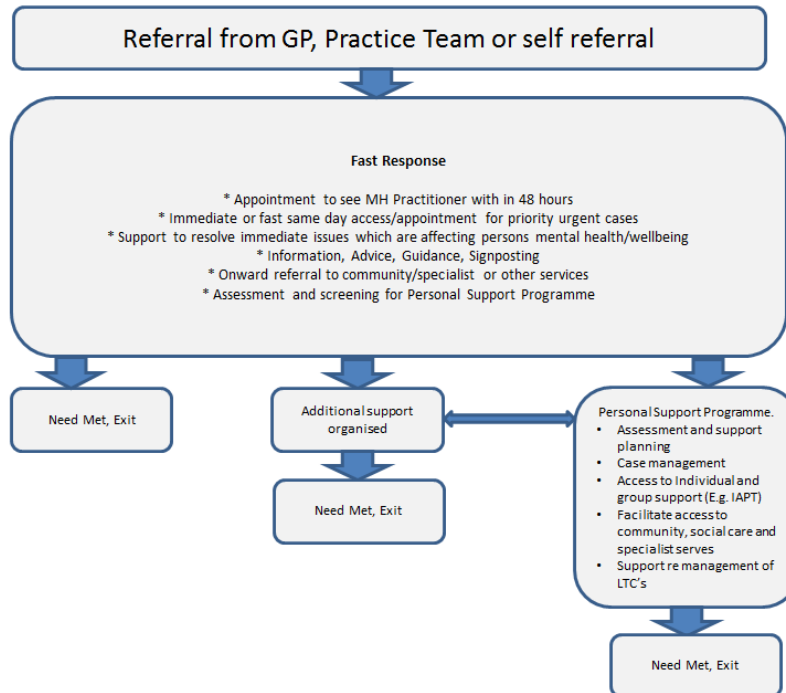 Referral from GP, Practice Team or self referral
Fast Response
* Appointment to see MH Practitioner with in 48 hours
* Immediate or fast same day access/appointment for priority urgent cases
* Support to resolve immediate issues which are affecting persons mental health/wellbeing
* Information, Advice, Guidance, Signposting
* Onward referral to community/specialist or other services
* Assessment and screening for Personal Support Programme
Need Met, Exit
Additional support
organised
Need Met, Exit
Personal Support Programme.
• Assessment and support
planning
• Case management
• Access to Individual and
group support (E.g. IAPT)
• Facilitate access to
community, social care and
specialist serves
• Support re management of
LTC's
Need Met, Exit